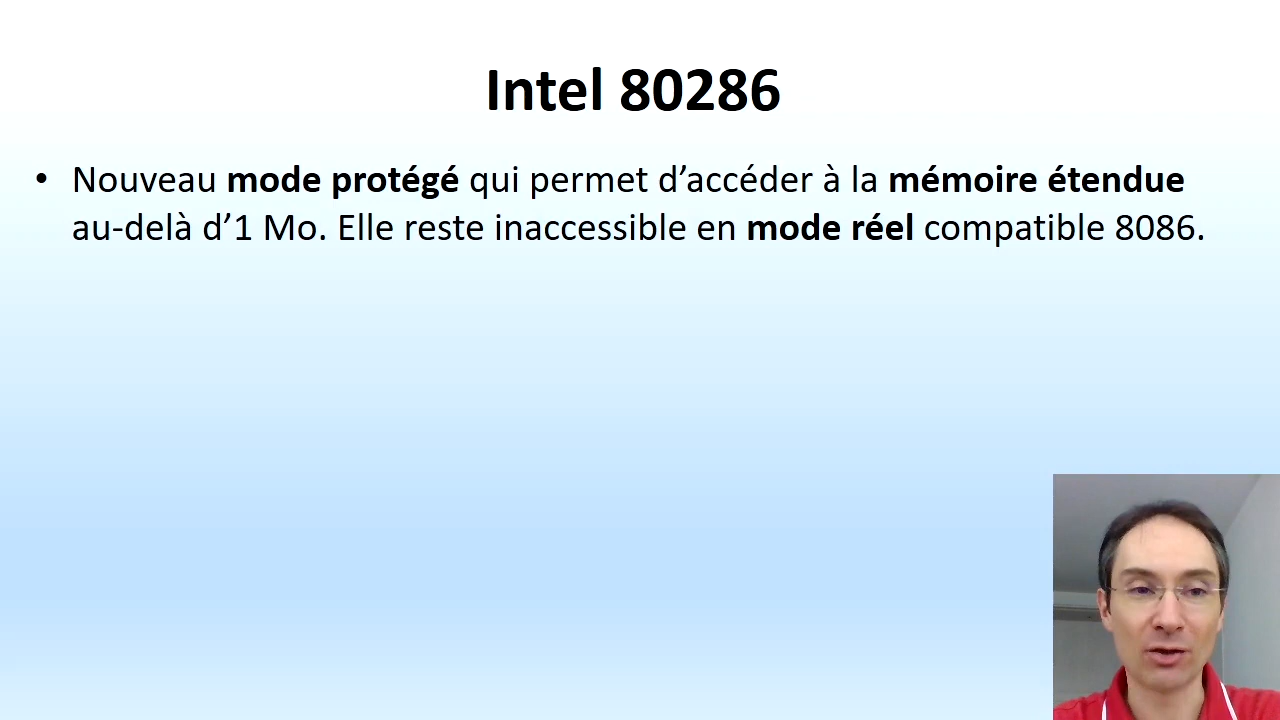 Intel 80286
• Nouveau mode protégé qui permet d’accéder à la mémoire étendue
au-delà d’1 Mo. Elle reste inaccessible en mode réel compatible 8086.